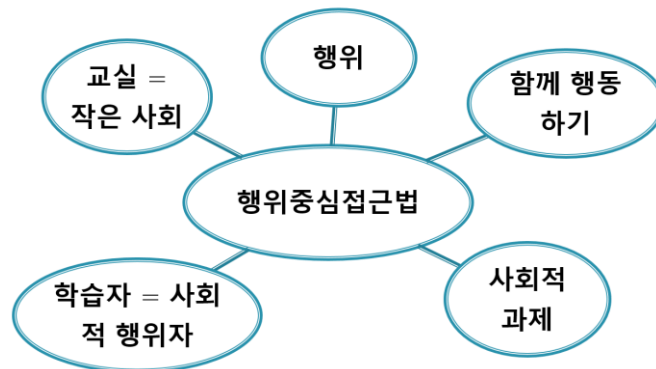 행위
교실 =
작은 사회
함께 행동
하기
행위중심접근법
학습자 = 사회
적 행위자
사회적
과제